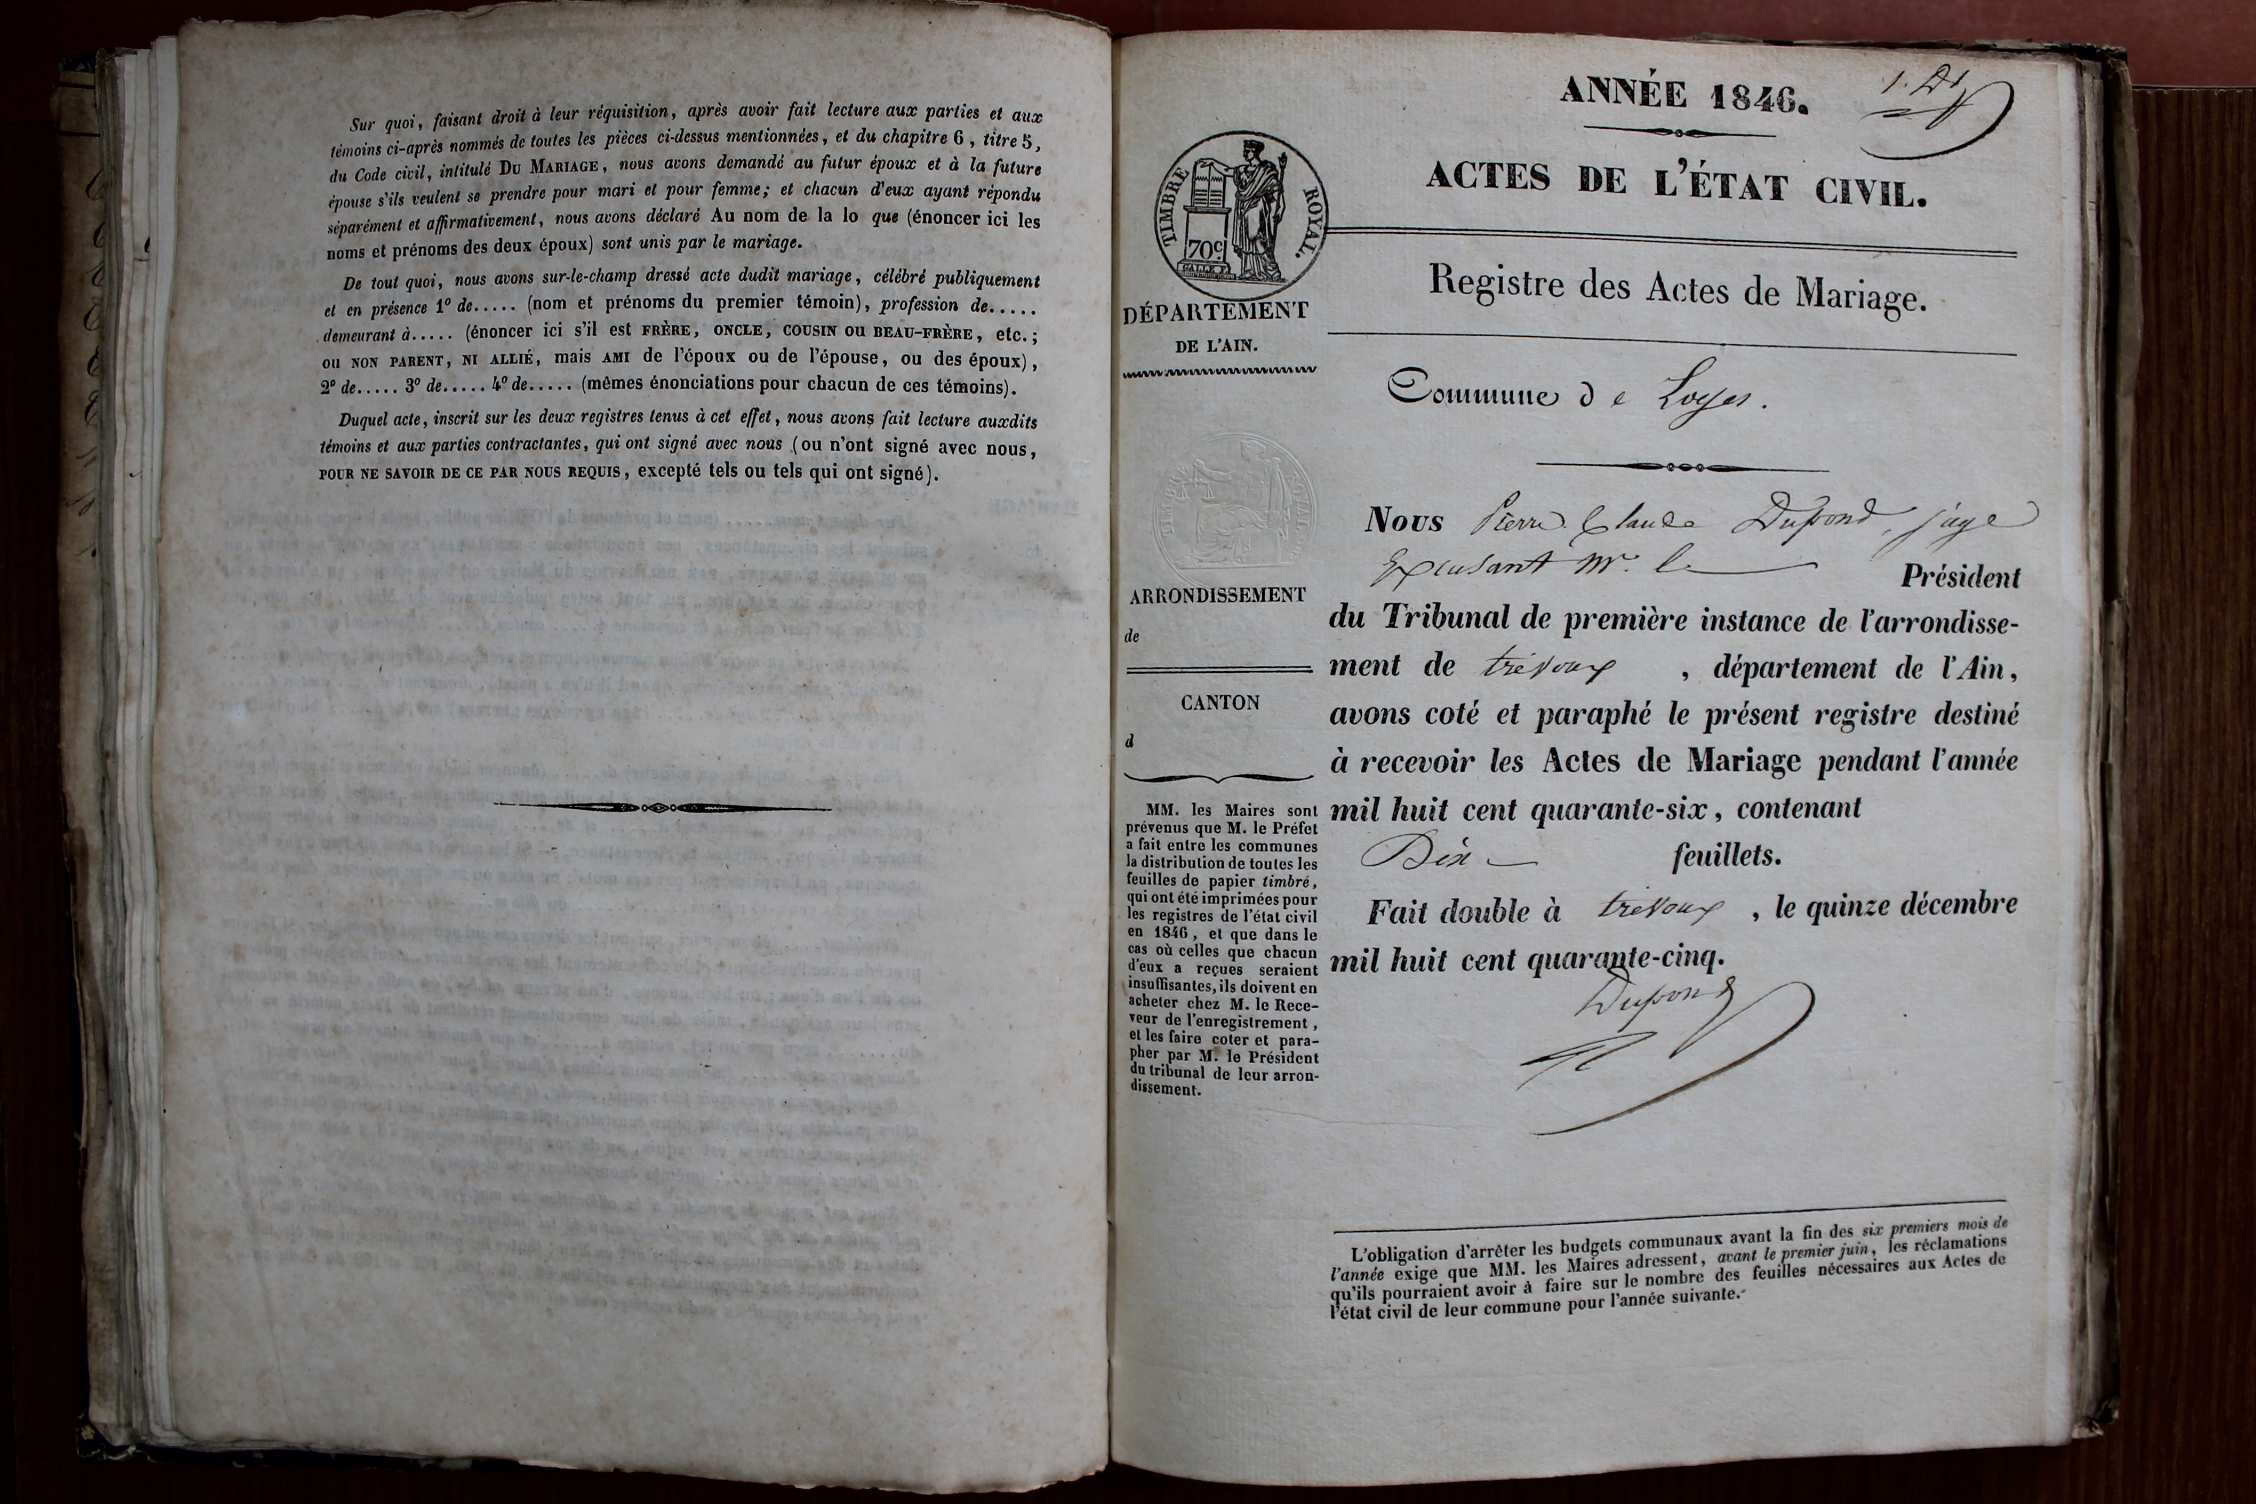 Sur quoi, faisant droit à leur réquisition, après avoir fait lecture aux parties et aux
témoins ci-après nommés de toutes les pièces ci-dessus mentionnées, et du chapitre 6, titre 5,
du Code civil, intitulé DU MARIAGE, nous avons demandé au futur époux et à la future
épouse s'ils veulent se prendre pour mari et pour femme; et chacun d'eux ayant répondu
séparément et affirmativement, nous avons déclaré Au nom de la lo que (énoncer ici les
noms et prénoms des deux époux) sont unis par le mariage.
De tout quoi, nous avons sur-le-champ dressé acte dudit mariage, célébré publiquement
et en présence 1º de..... (nom et prénoms du premier témoin), profession de.....
demeurant à..... (énoncer ici s'il est FRÈRE, ONCLE, COUSIN OU BEAU-FRÈRE, etc.;
ou NON PARENT, NI ALLIÉ, mais AMI de l'époux ou de l'épouse, ou des époux),
2º de..... 3º de..... 4º de..... (mêmes énonciations pour chacun de ces témoins).
Duquel acte, inscrit sur les deux registres tenus à cet effet, nous avons fait lecture auxdits
témoins et aux parties contractantes, qui ont signé avec nous (ou n'ont signé avec nous,
POUR NE SAVOIR DE CE PAR NOUS REQUIS, excepté tels ou tels qui ont signé).
ANNÉE 1846.
ACTES DE L'ÉTAT CIVIL.
TIMBRE ROYAL.
70c
DÉPARTEMENT
DE L'AIN.
Registre des Actes de Mariage.
Commune de Loyes.
ARRONDISSEMENT
de
CANTON
d
MM. les Maires sont
prévenus que M. le Préfet
a fait entre les communes
la distribution de toutes les
feuilles de papier timbré,
qui ont été imprimées pour
les registres de l'état civil
en 1846, et que dans le
cas où celles que chacun
d'eux a reçues seraient
insuffisantes, ils doivent en
acheter chez M. le Rece-
veur de l'enregistrement,
et les faire coter et para-
pher par M. le Président
du tribunal de leur arron-
dissement.
Nous Pierre Claude Dupond, juge
Excusant Mr. le Président
du Tribunal de première instance de l'arrondisse-
ment de trévoux, département de l'Ain,
avons coté et paraphé le présent registre destiné
à recevoir les Actes de Mariage pendant l'année
mil huit cent quarante-six, contenant
Dix feuillets.
Fait double à trévoux, le quinze décembre
mil huit cent quarante-cinq.
Dupond
L'obligation d'arrêter les budgets communaux avant la fin des six premiers mois de
l'année exige que MM. les Maires adressent, avant le premier juin, les réclamations
qu'ils pourraient avoir à faire sur le nombre des feuilles nécessaires aux Actes de
l'état civil de leur commune pour l'année suivante.